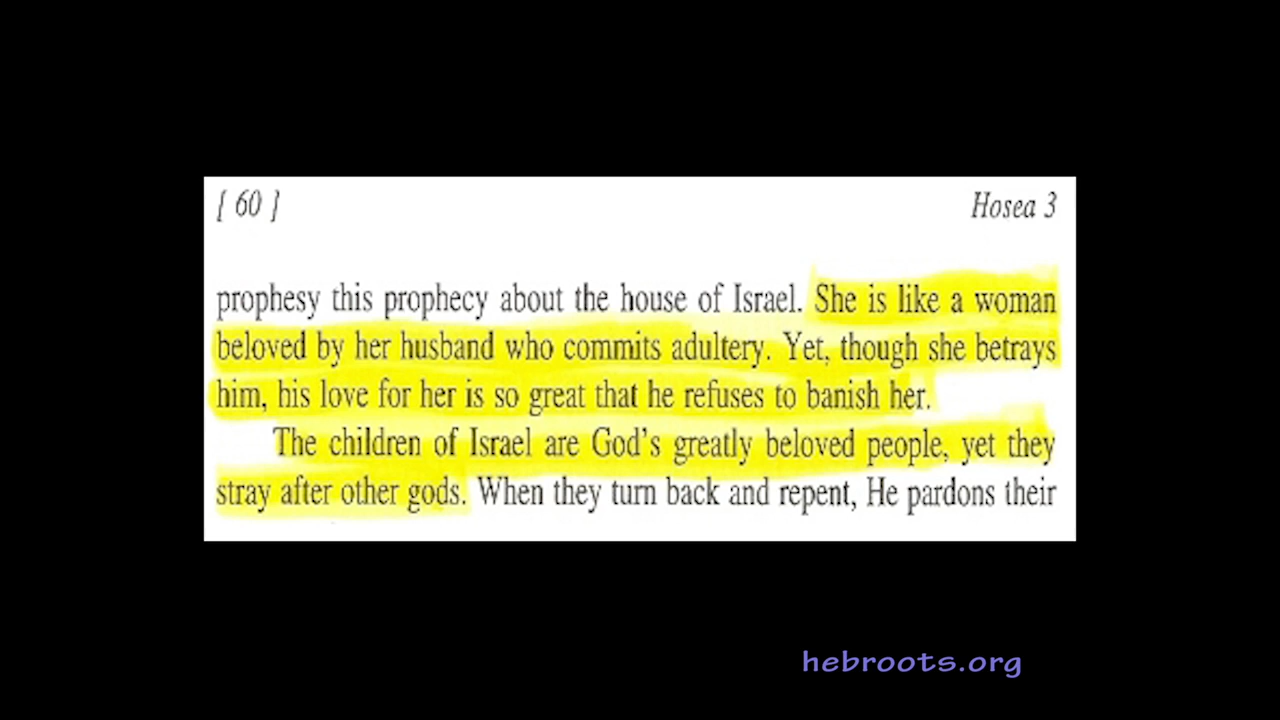 [ 60 ] Hosea 3
prophesy this prophecy about the house of Israel. She is like a woman
beloved by her husband who commits adultery. Yet, though she betrays
him, his love for her is so great that he refuses to banish her.
The children of Israel are God's greatly beloved people, yet they
stray after other gods. When they turn back and repent, He pardons their
hebroots.org